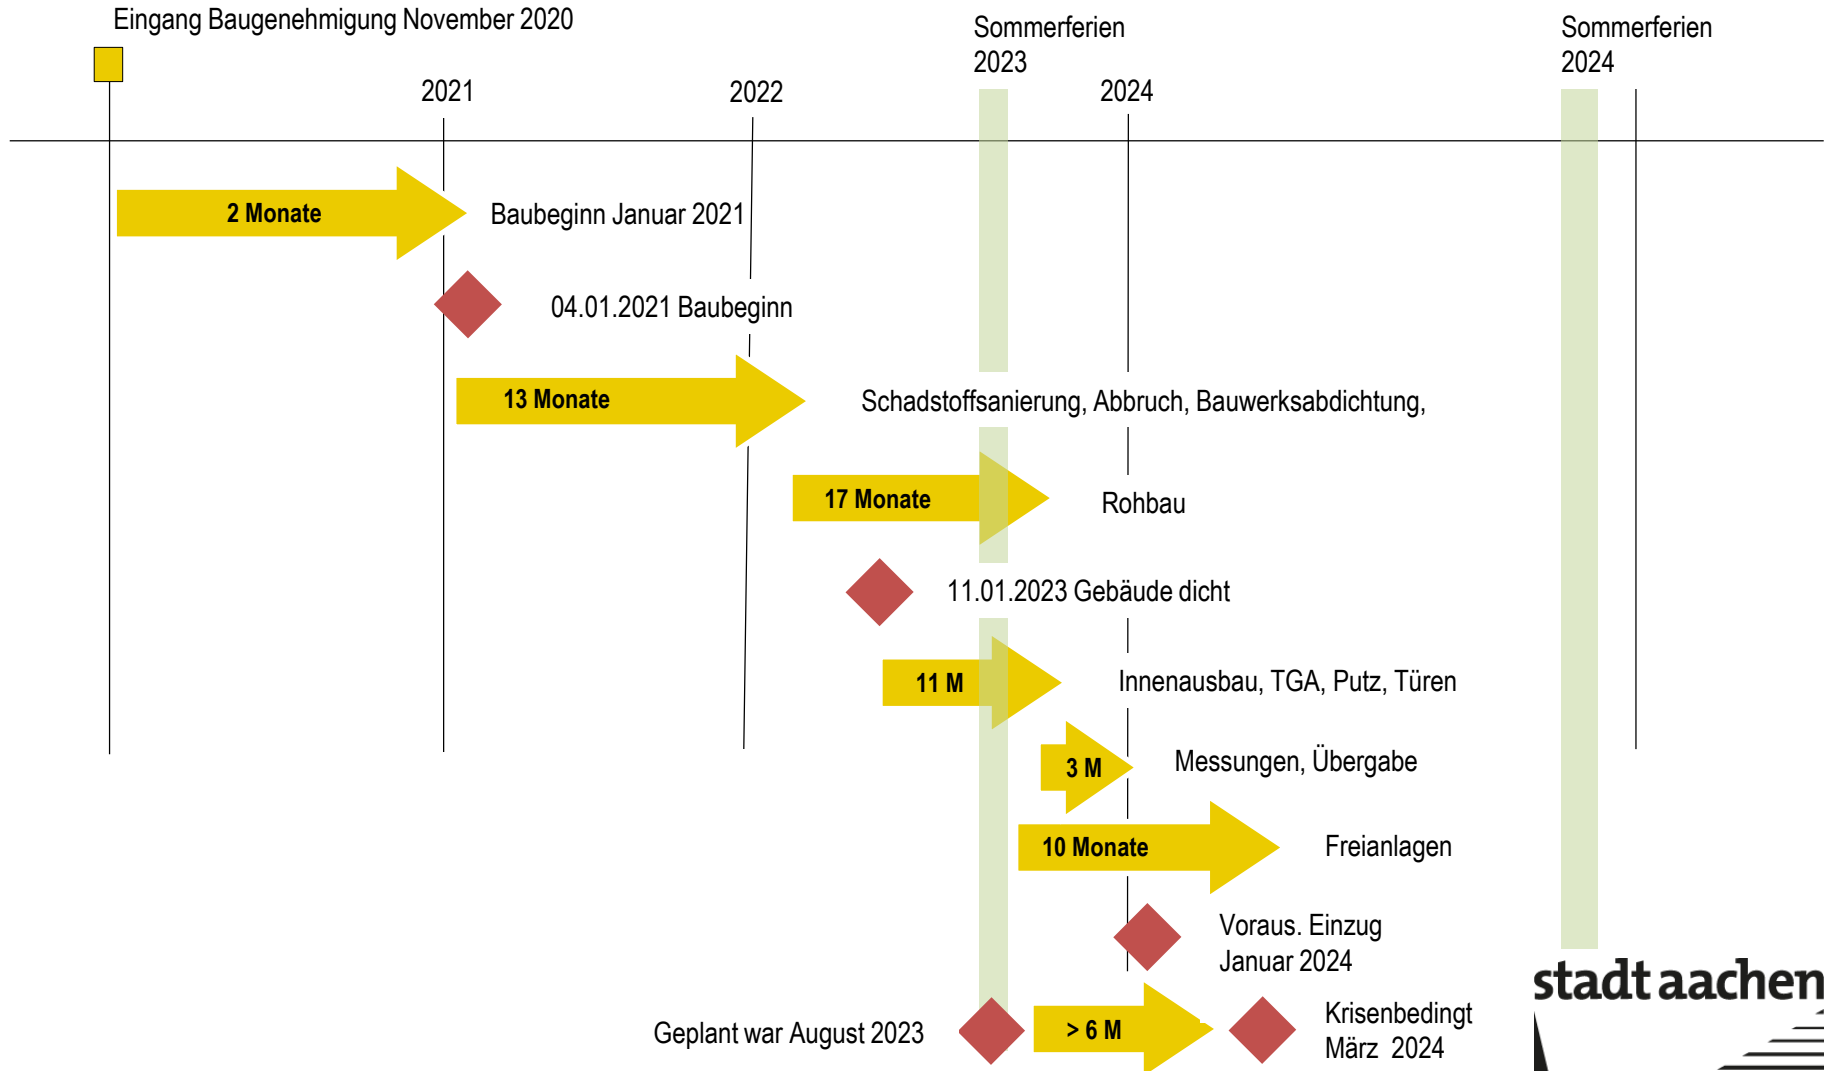 Eingang Baugenehmigung November 2020
Sommerferien
2023
Sommerferien
2024
2021
2022
2024
2 Monate
Baubeginn Januar 2021
04.01.2021 Baubeginn
13 Monate
Schadstoffsanierung, Abbruch, Bauwerksabdichtung,
17 Monate
Rohbau
11.01.2023 Gebäude dicht
11 M
Innenausbau, TGA, Putz, Türen
3 M
Messungen, Übergabe
10 Monate
Freianlagen
Voraus. Einzug
Januar 2024
Geplant war August 2023
> 6 M
Krisenbedingt
März 2024
stadt aachen